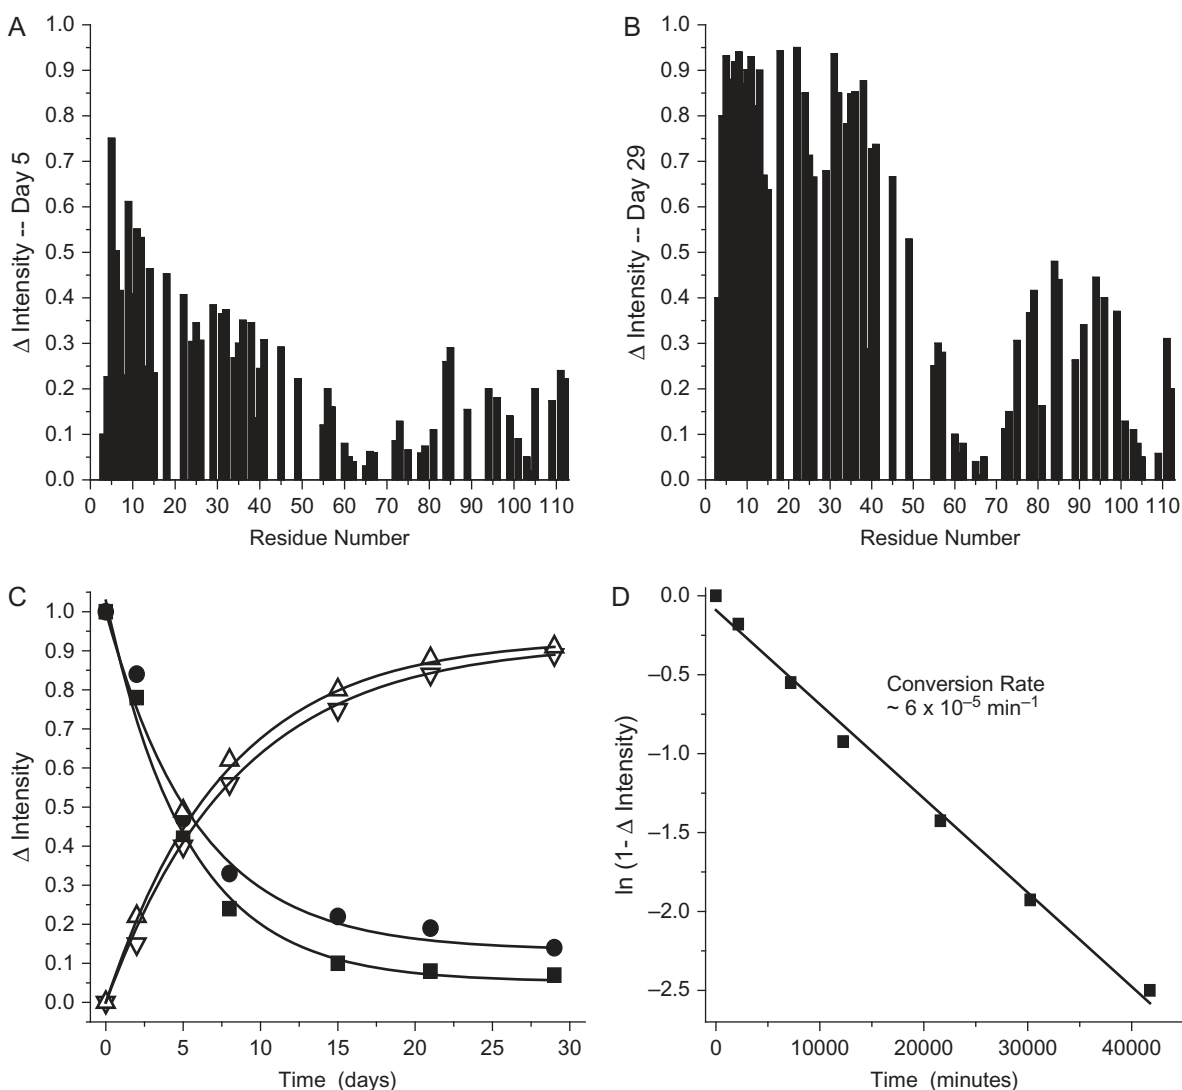 A
1.0
0.9
0.8
0.7
0.6
0.5
0.4
0.3
0.2
0.1
0.0
Δ Intensity -- Day 5
0 10 20 30 40 50 60 70 80 90 100 110
Residue Number
B
1.0
0.9
0.8
0.7
0.6
0.5
0.4
0.3
0.2
0.1
0.0
Δ Intensity -- Day 29
0 10 20 30 40 50 60 70 80 90 100 110
Residue Number
C
1.0
0.9
0.8
0.7
0.6
0.5
0.4
0.3
0.2
0.1
0.0
Δ Intensity
0 5 10 15 20 25 30
Time (days)
D
0.0
–0.5
–1.0
–1.5
–2.0
–2.5
ln (1- Δ Intensity)
Conversion Rate
~ 6 x 10⁻⁵ min⁻¹
0 10000 20000 30000 40000
Time (minutes)